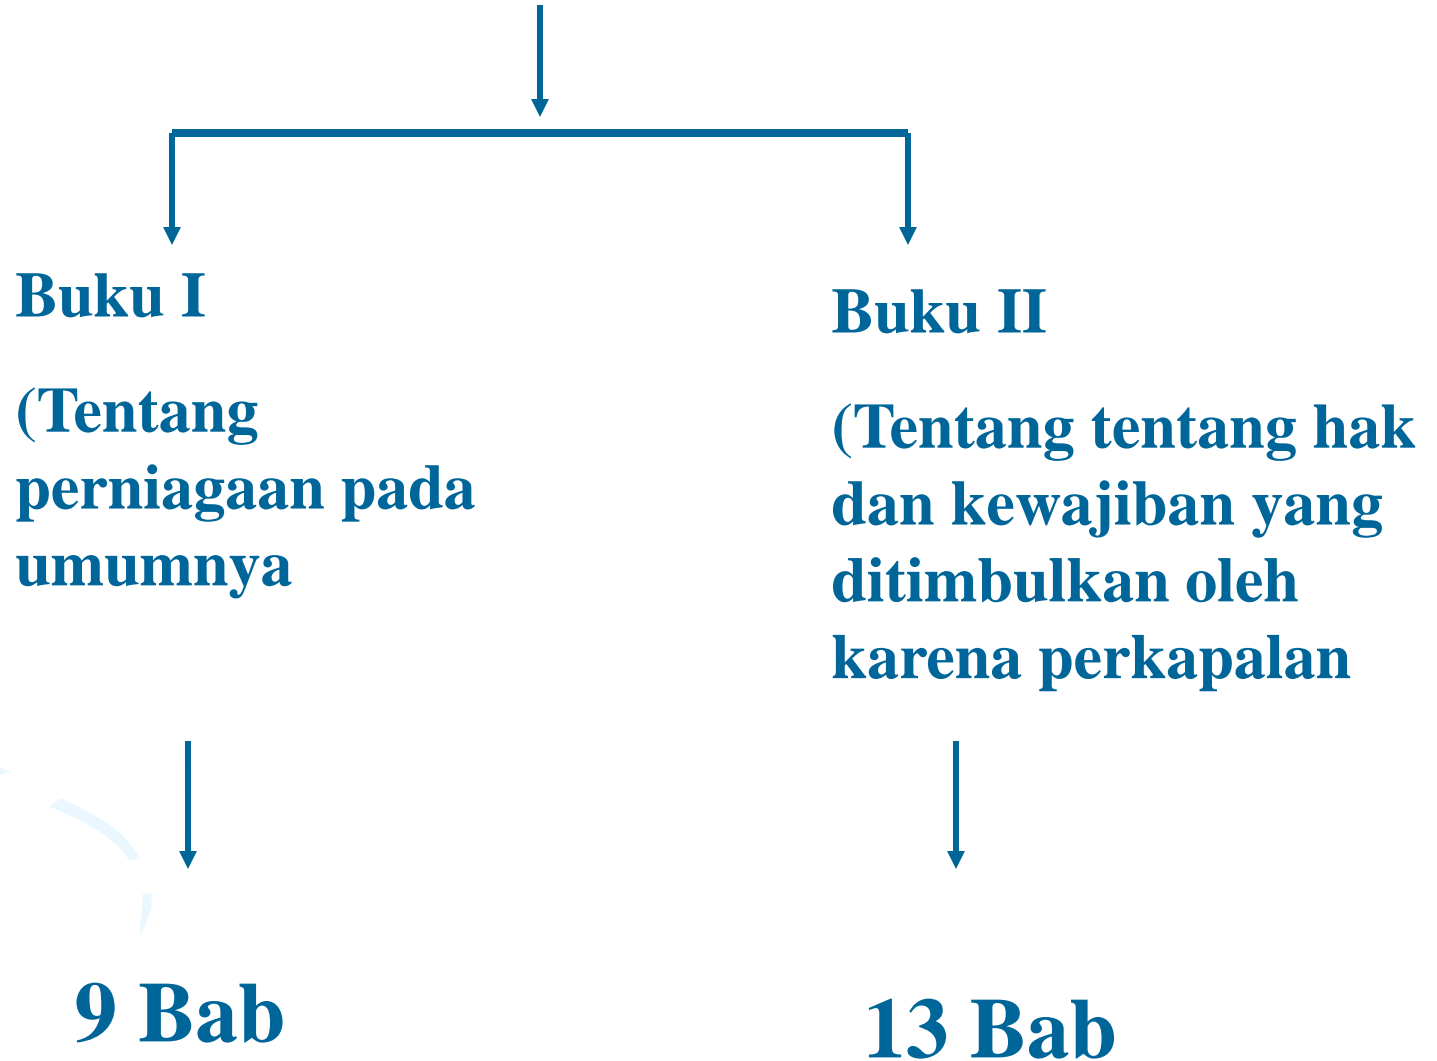 Buku I
(Tentang
perniagaan pada
umumnya
9 Bab
Buku II
(Tentang tentang hak
dan kewajiban yang
ditimbulkan oleh
karena perkapalan
13 Bab